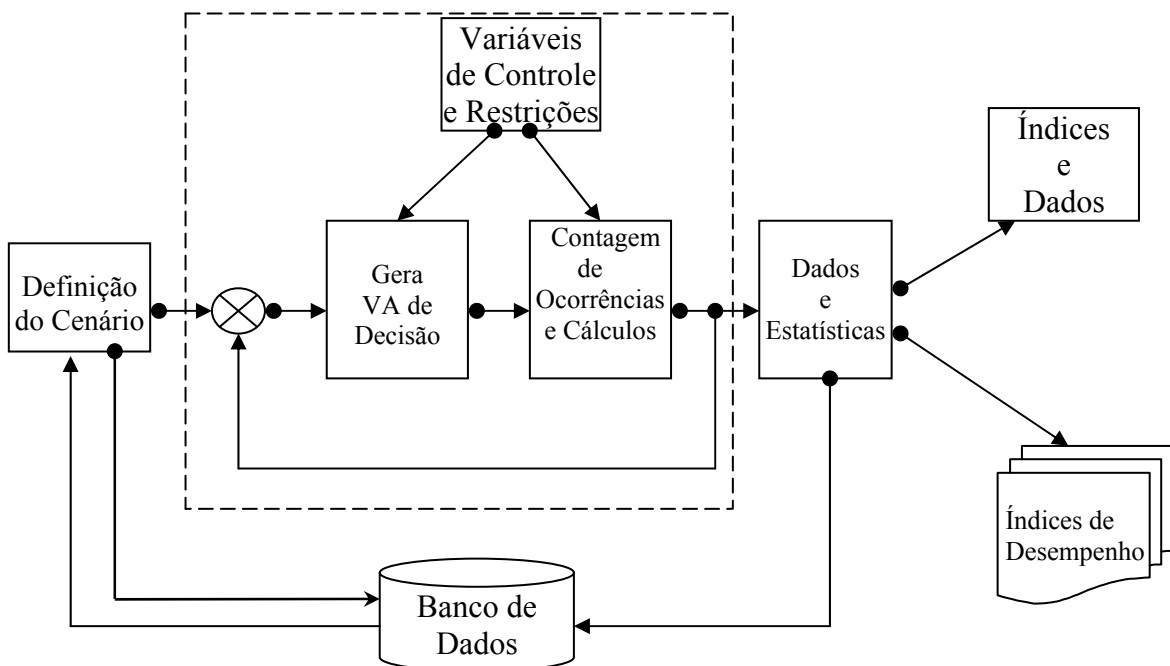 Variáveis
de Controle
e Restrições
Índices
e
Dados
Definição
do Cenário
Gera
VA de
Decisão
Contagem
de
Ocorrências
e Cálculos
Dados
e
Estatísticas
Índices de
Desempenho
Banco de
Dados